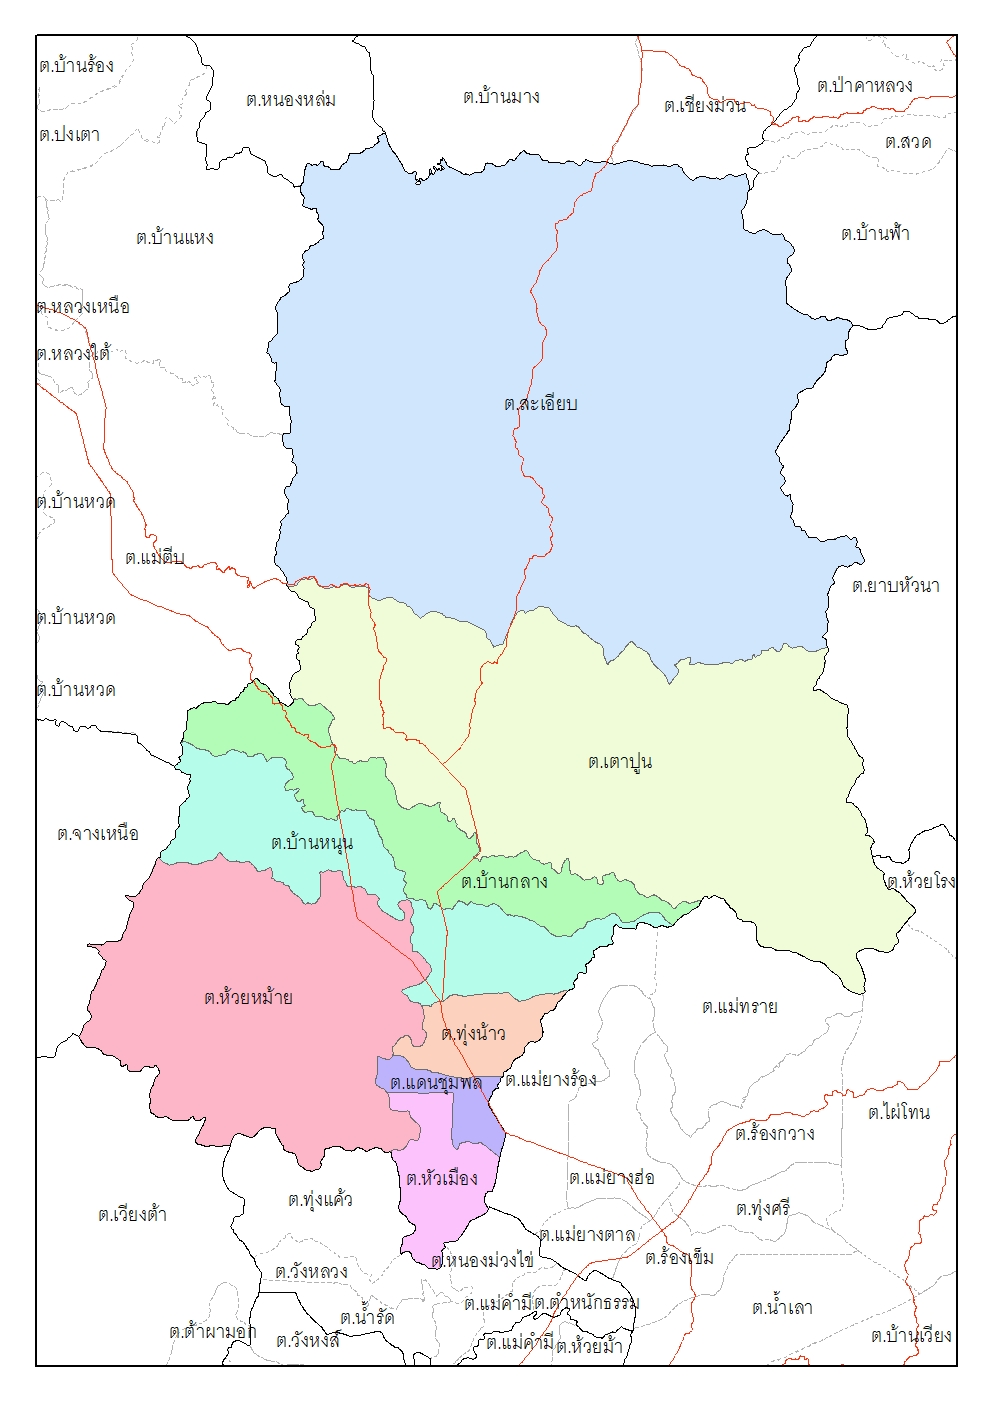 ต.บ้านร้อง
ต.ป่าคาหลวง
ต.หนองหล่ม
ต.บ้านมาง
ต.เชียงม่วน
ต.ปงเตา
ต.สวด
ต.บ้านแหง
ต.บ้านฟ้า
ต.หลวงเหนือ
ต.หลวงใต้
ต.สะเอียบ
ต.บ้านหวด
ต.แม่ตีบ
ต.ยาบหัวนา
ต.บ้านหวด
ต.บ้านหวด
ต.เตาปูน
ต.จางเหนือ
ต.บ้านหนุน
ต.บ้านกลาง
ต.ห้วยโรง
ต.ห้วยหม้าย
ต.แม่ทราย
ต.ทุ่งน้าว
ต.แดนชุมพล
ต.แม่ยางร้อง
ต.ไผ่โทน
ต.ร้องกวาง
ต.หัวเมือง
ต.แม่ยางฮ่อ
ต.ทุ่งแค้ว
ต.ทุ่งศรี
ต.เวียงต้า
ต.แม่ยางตาล
ต.หนองม่วงไข่
ต.ร้องเข็ม
ต.วังหลวง
ต.แม่คำมี
ต.ตำหนักธรรม
ต.น้ำเลา
ต.น้ำรัด
ต.ต้าผามอก
ต.วังหงส์
ต.แม่คำมี
ต.ห้วยม้า
ต.บ้านเวียง